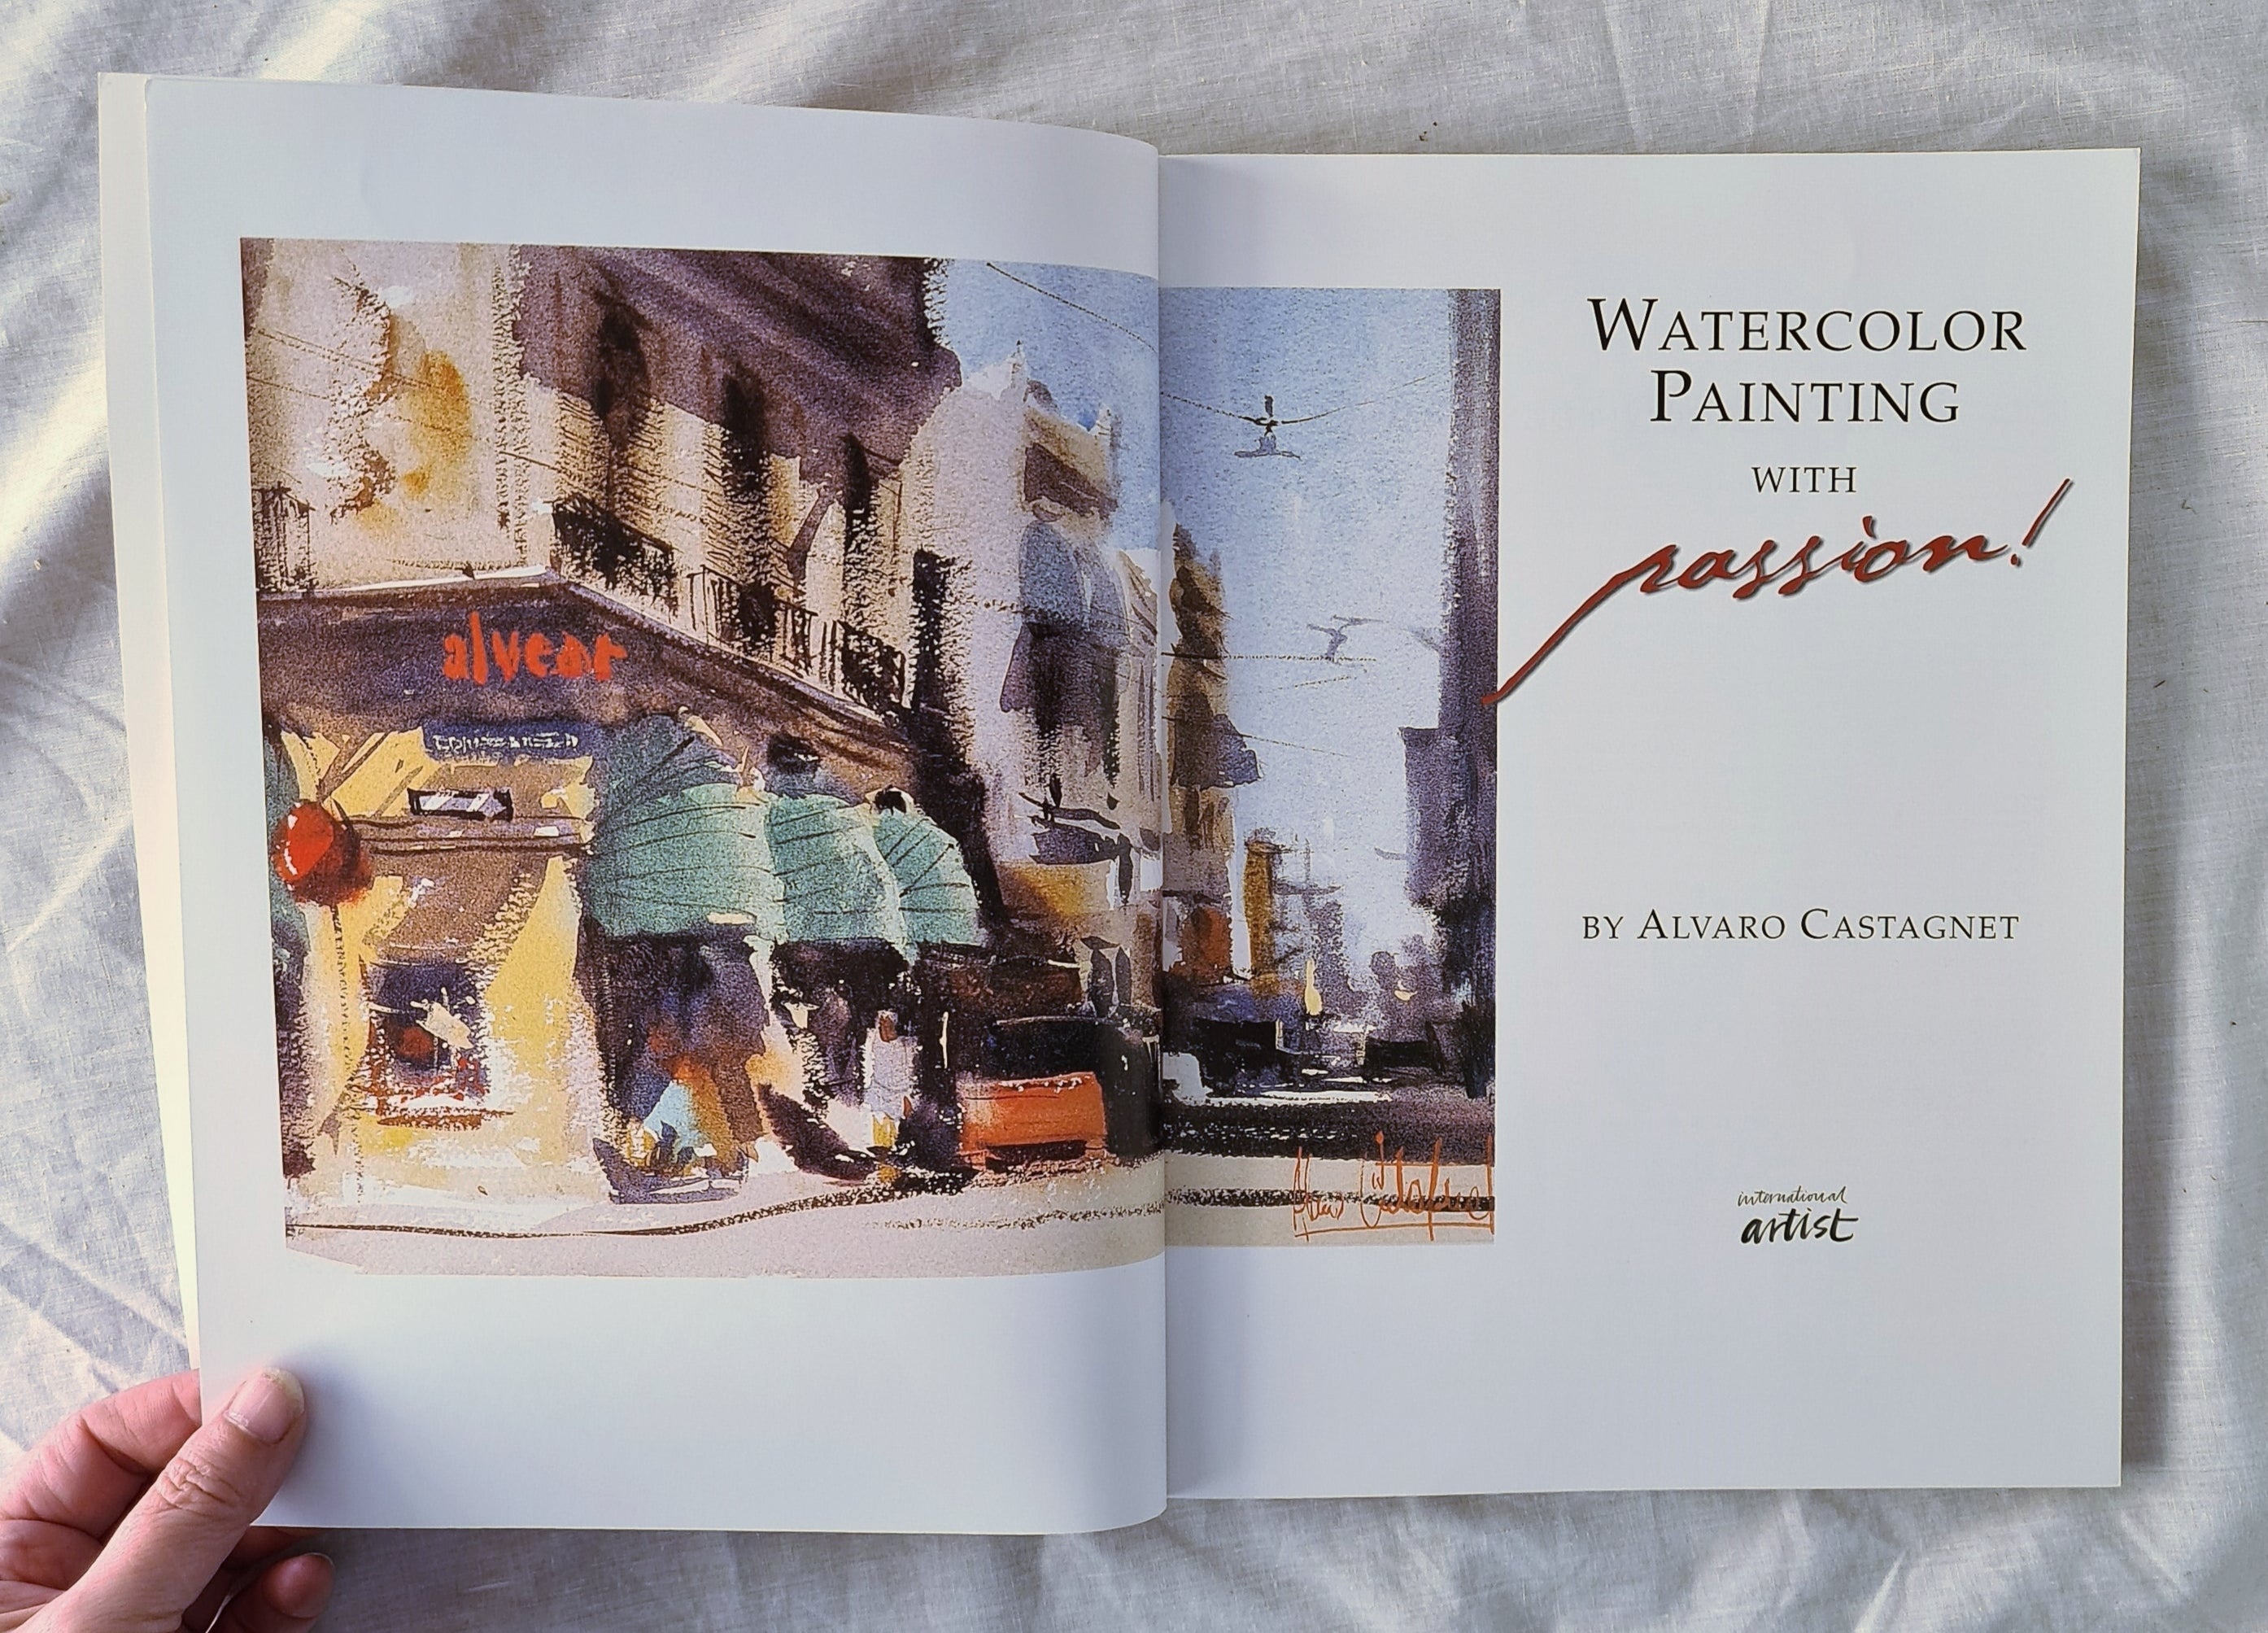 alvear
WATERCOLOR
PAINTING
WITH
passion!
BY ALVARO CASTAGNET
international
artist